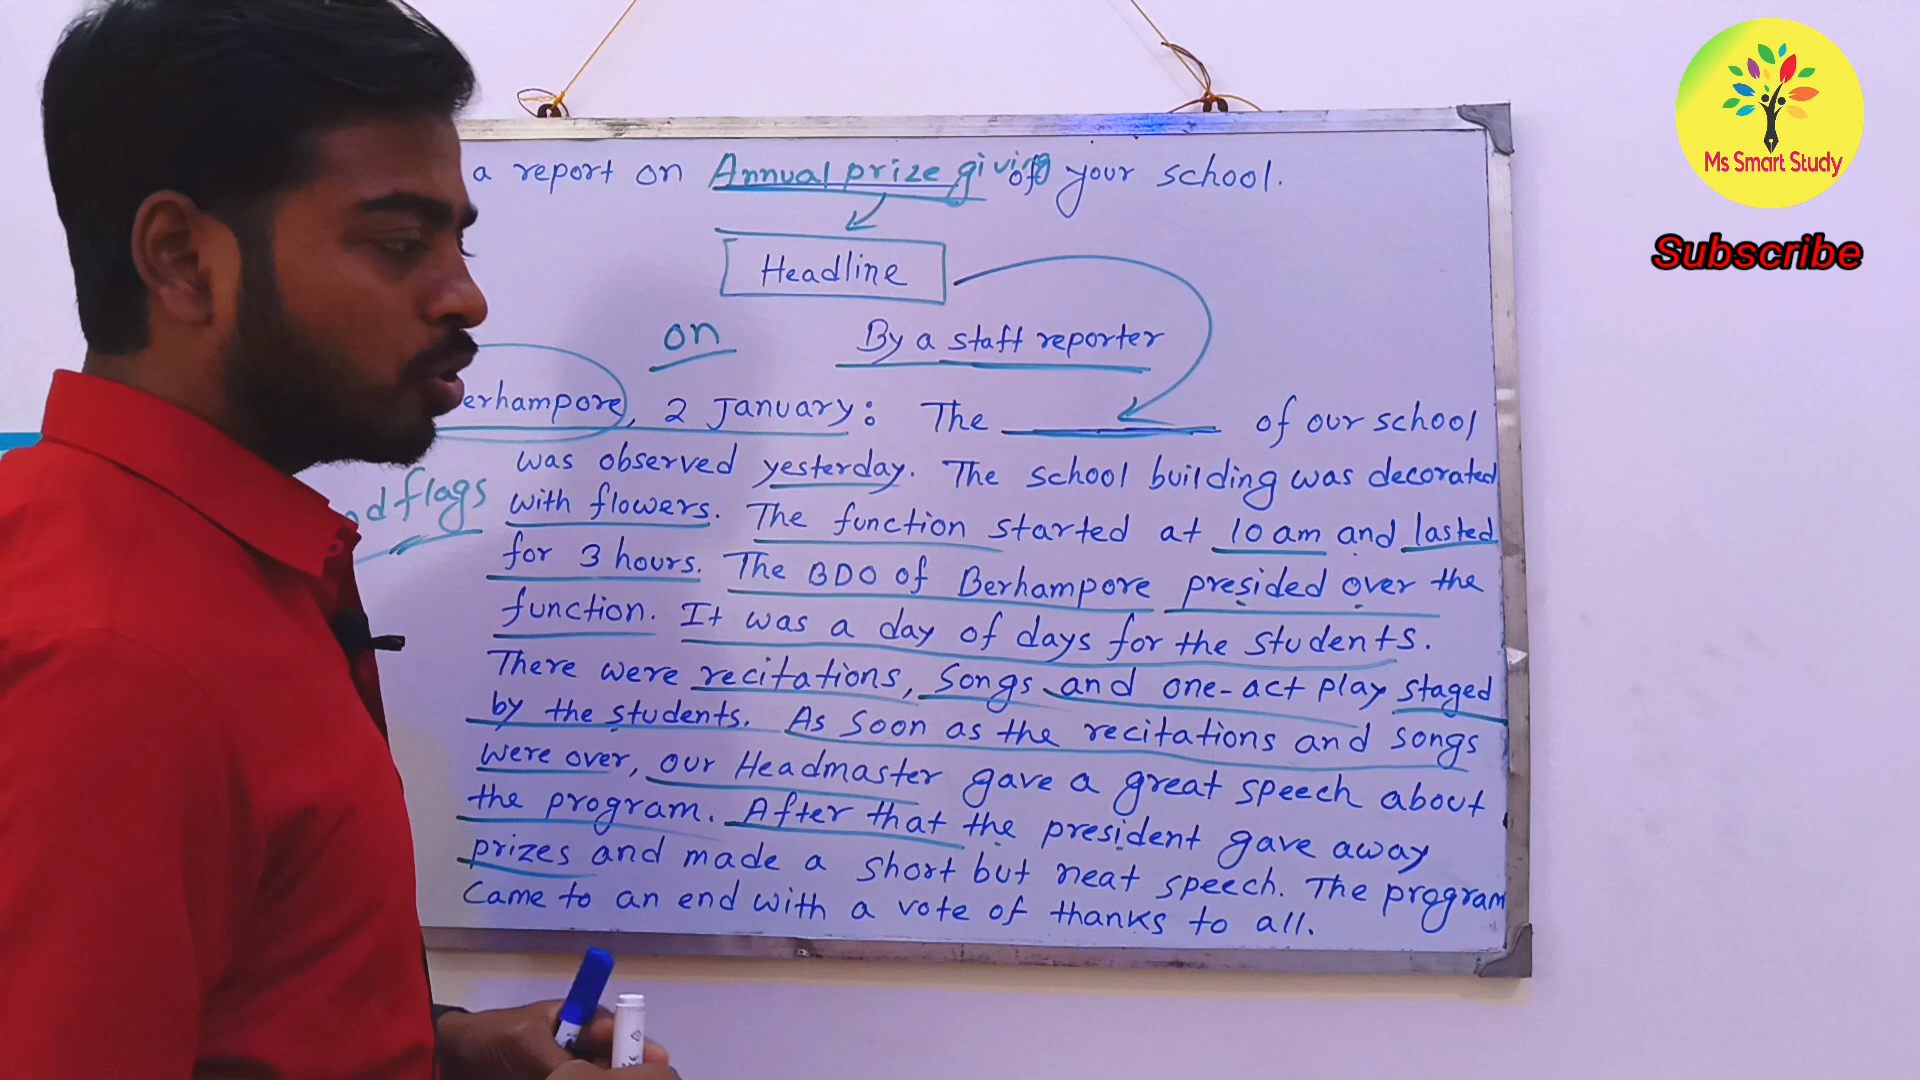 a report on Annual prize giving of your school.
Headline
on
By a staff reporter
erhampore, 2 January: The of our school
was observed yesterday. The school building was decorated
nd flags
with flowers. The function started at 10 am and lasted
for 3 hours. The BDO of Berhampore presided over the
function. It was a day of days for the students.
There were recitations, songs and one-act play staged
by the students. As soon as the recitations and songs
were over, our Headmaster gave a great speech about
the program. After that the president gave away
prizes and made a short but neat speech. The program
came to an end with a vote of thanks to all.
Ms Smart Study
Subscribe